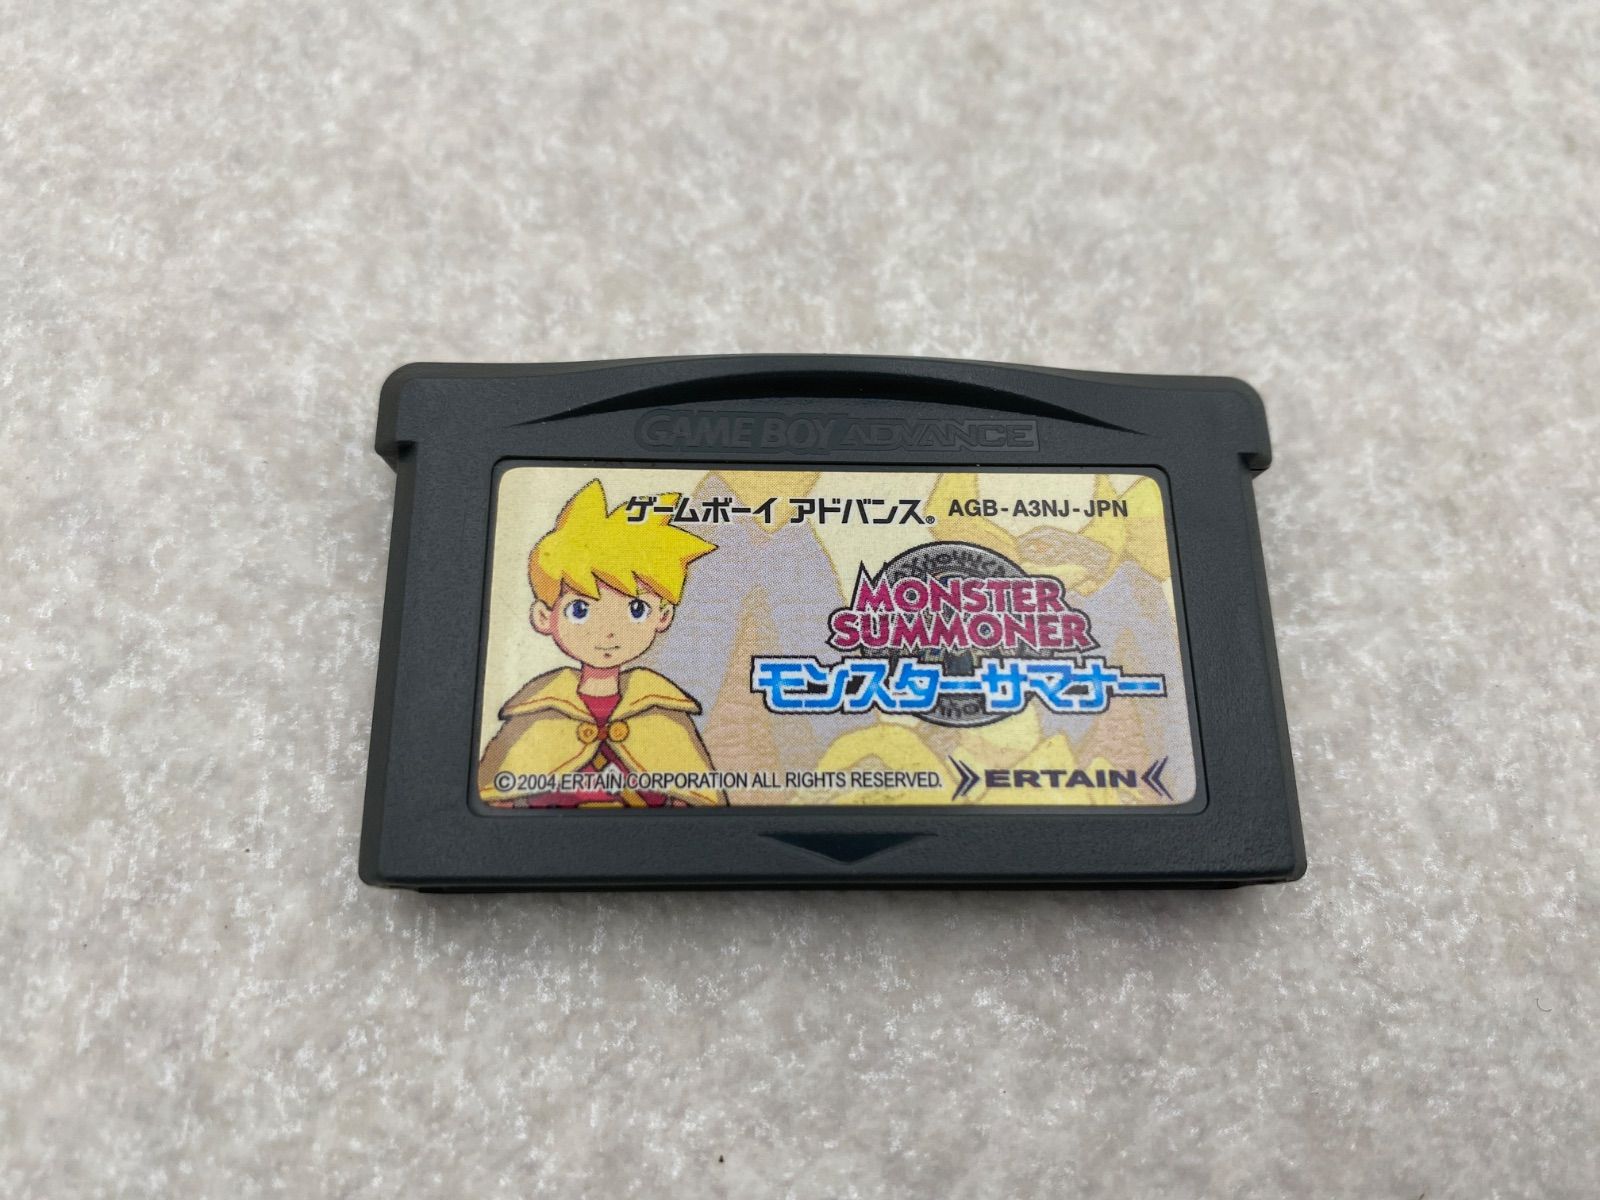 GAME BOY ADVANCE
ゲームボーイ アドバンス® AGB-A3NJ-JPN
MONSTER
SUMMONER
モンスターサマナー
©2004 ERTAIN CORPORATION ALL RIGHTS RESERVED. ERTAIN